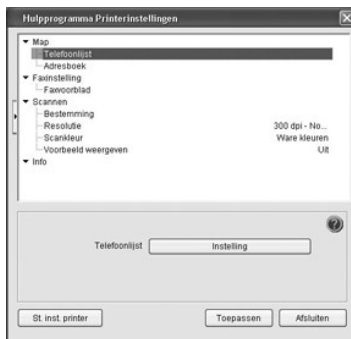 Hulpprogramma Printerinstellingen
Map
Telefoonlijst
Adresboek
Faxinstelling
Faxvoorblad
Scannen
Bestemming
Resolutie 300 dpi - No...
Scankleur Ware kleuren
Voorbeeld weergeven Uit
Info
Telefoonlijst Instelling
St. inst. printer Toepassen Afsluiten